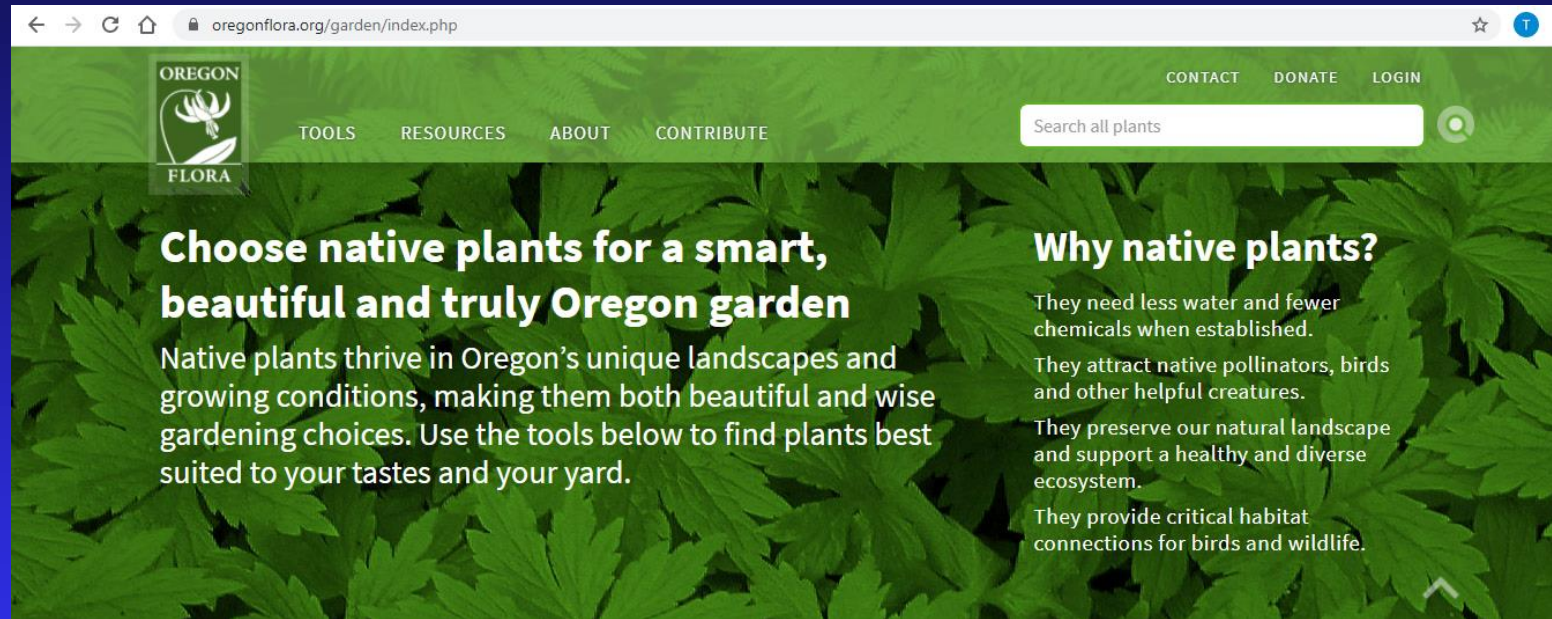 oregonflora.org/garden/index.php
T
OREGON
FLORA
CONTACT DONATE LOGIN
TOOLS RESOURCES ABOUT CONTRIBUTE
Search all plants
Choose native plants for a smart,
beautiful and truly Oregon garden
Native plants thrive in Oregon’s unique landscapes and
growing conditions, making them both beautiful and wise
gardening choices. Use the tools below to find plants best
suited to your tastes and your yard.
Why native plants?
They need less water and fewer
chemicals when established.
They attract native pollinators, birds
and other helpful creatures.
They preserve our natural landscape
and support a healthy and diverse
ecosystem.
They provide critical habitat
connections for birds and wildlife.